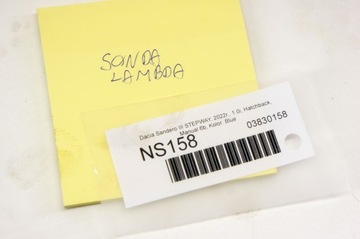 SONDA
LAMBDA
Dacia Sandero III STEPWAY, 2022r., 1.0i, Hatchback,
Manual 6b, Kolor: Blue
NS158
03830158